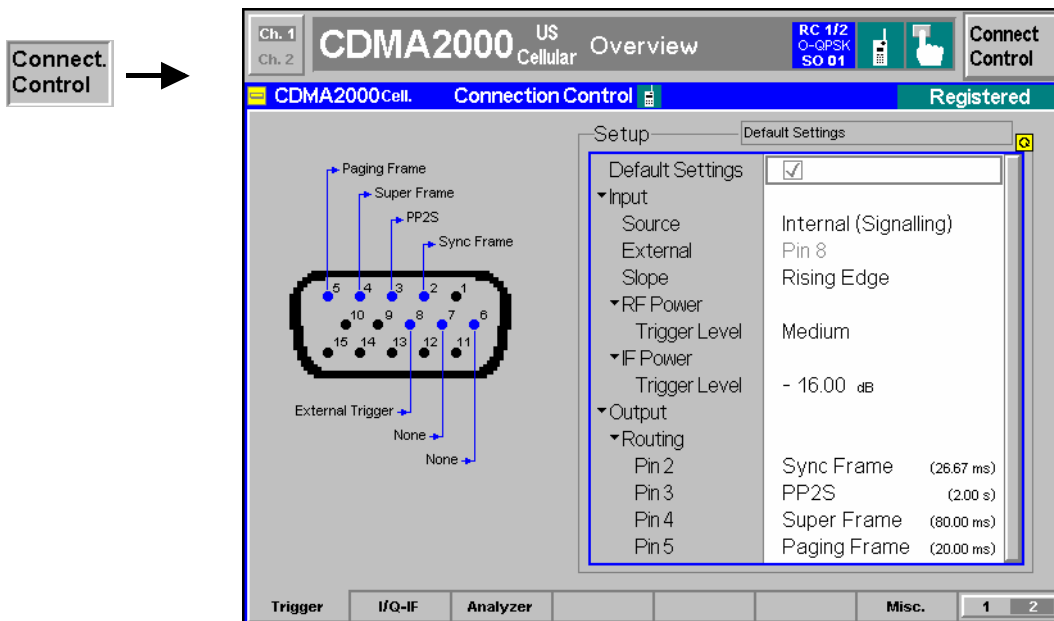 Connect.
Control
Ch. 1
Ch. 2
CDMA2000 US Cellular Overview
RC 1/2
O-QPSK
SO 01
Connect
Control
CDMA2000 Cell. Connection Control Registered
Setup Default Settings
Paging Frame
Super Frame
PP2S
Sync Frame
5 4 3 2 1
10 9 8 7 6
15 14 13 12 11
External Trigger
None
None
Default Settings
Input
Source Internal (Signalling)
External Pin 8
Slope Rising Edge
RF Power
Trigger Level Medium
IF Power
Trigger Level - 16.00 dB
Output
Routing
Pin 2 Sync Frame (26.67 ms)
Pin 3 PP2S (2.00 s)
Pin 4 Super Frame (80.00 ms)
Pin 5 Paging Frame (20.00 ms)
Trigger I/Q-IF Analyzer Misc. 1 2